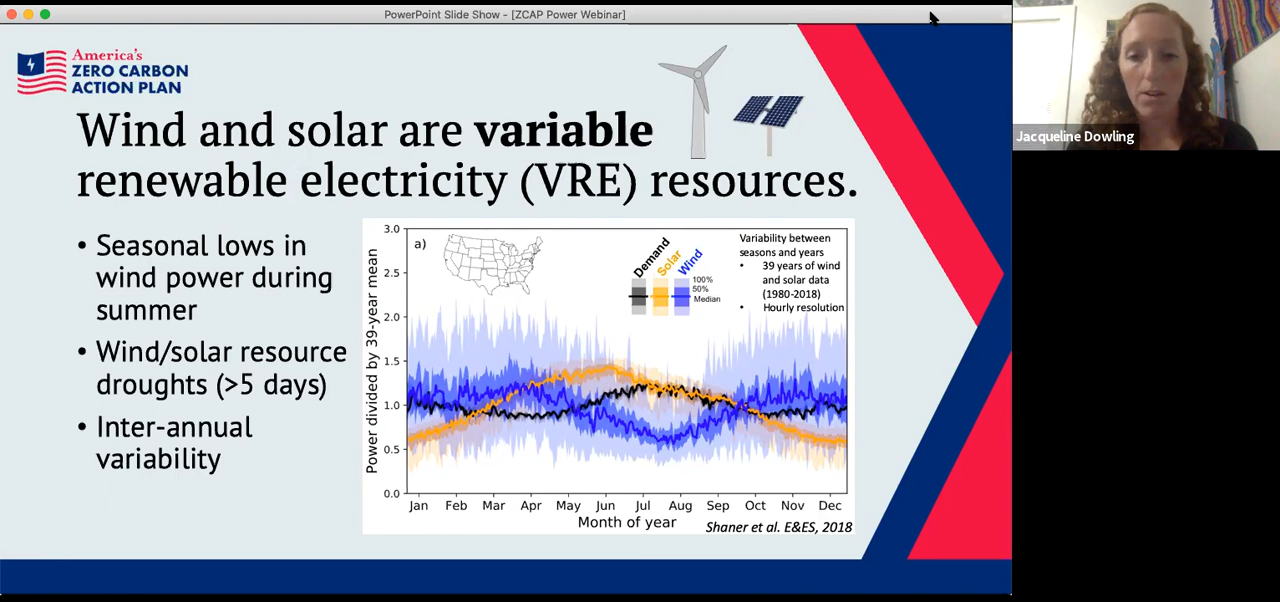 PowerPoint Slide Show - [ZCAP Power Webinar]
America's
ZERO CARBON
ACTION PLAN
Wind and solar are variable
renewable electricity (VRE) resources.
• Seasonal lows in
wind power during
summer
• Wind/solar resource
droughts (>5 days)
• Inter-annual
variability
Power divided by 39-year mean
3.0
2.5
2.0
1.5
1.0
0.5
0.0
a)
Demand
Solar
Wind
100%
50%
Median
Variability between
seasons and years
• 39 years of wind
and solar data
(1980-2018)
• Hourly resolution
Jan Feb Mar Apr May Jun Jul Aug Sep Oct Nov Dec
Month of year
Shaner et al. E&ES, 2018
Jacqueline Dowling